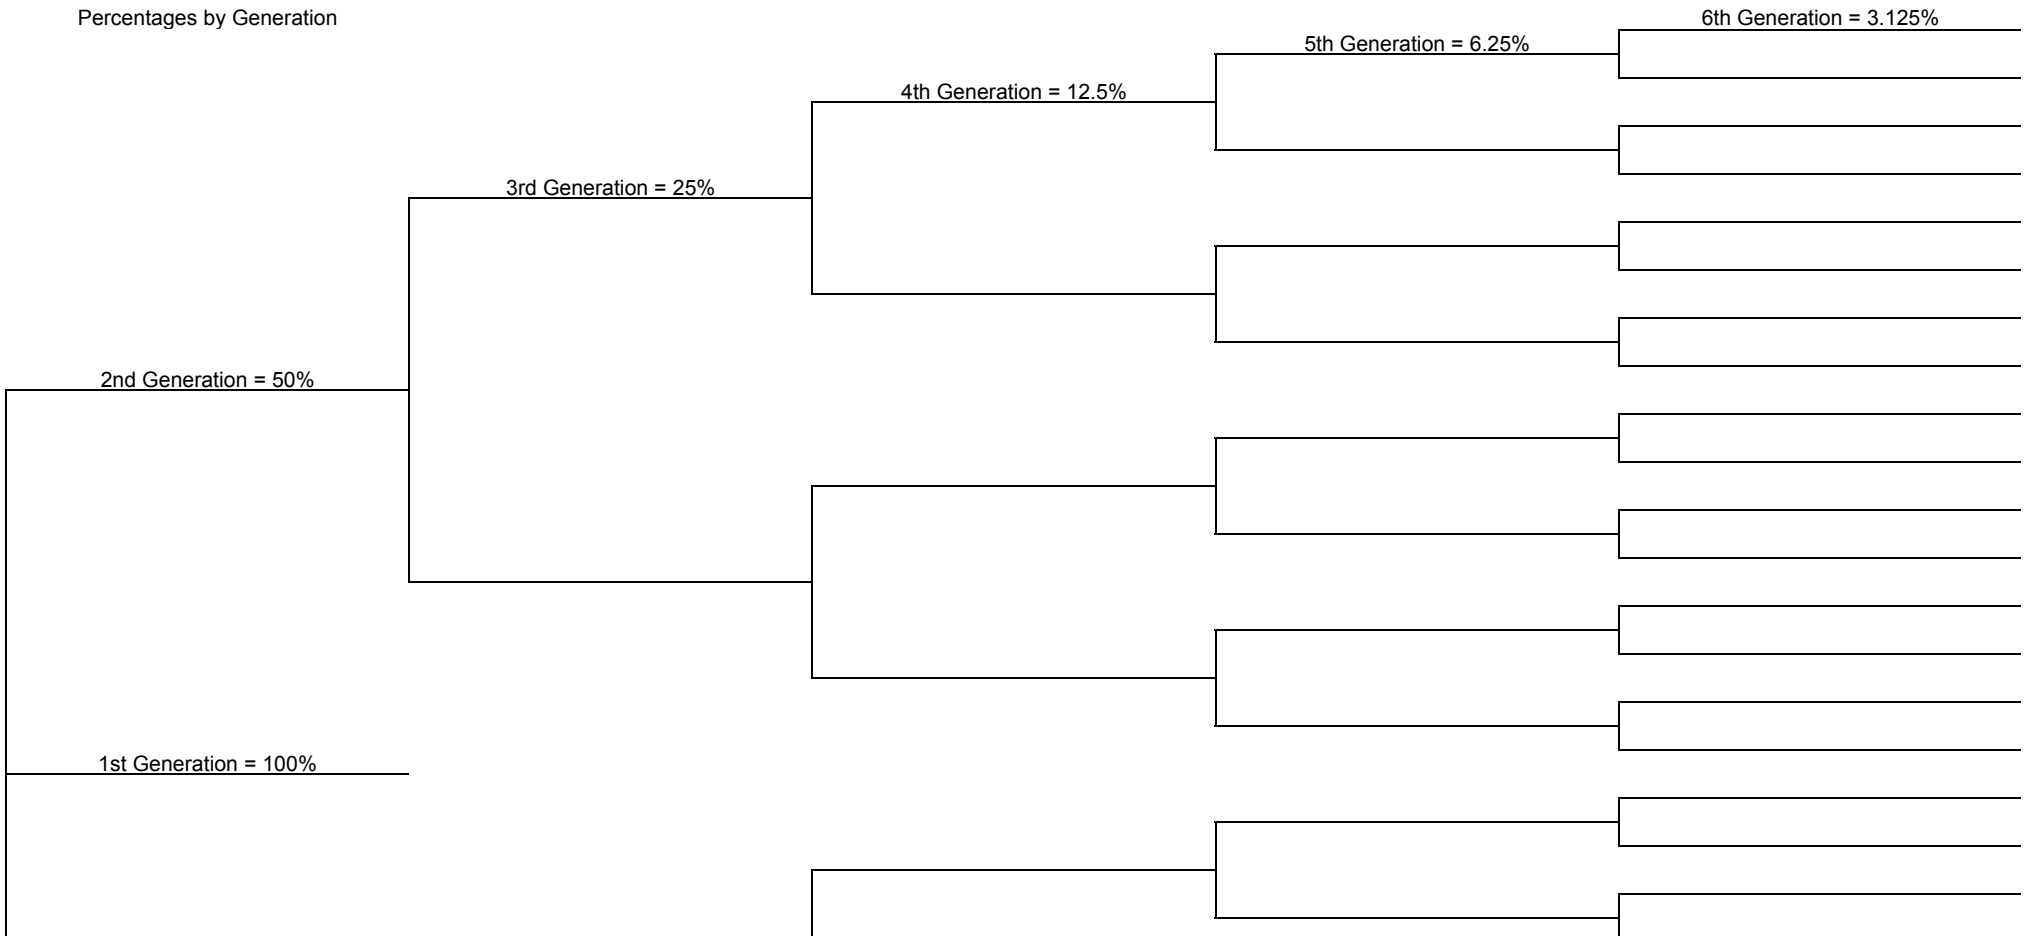 Percentages by Generation
6th Generation = 3.125%
5th Generation = 6.25%
4th Generation = 12.5%
3rd Generation = 25%
2nd Generation = 50%
1st Generation = 100%